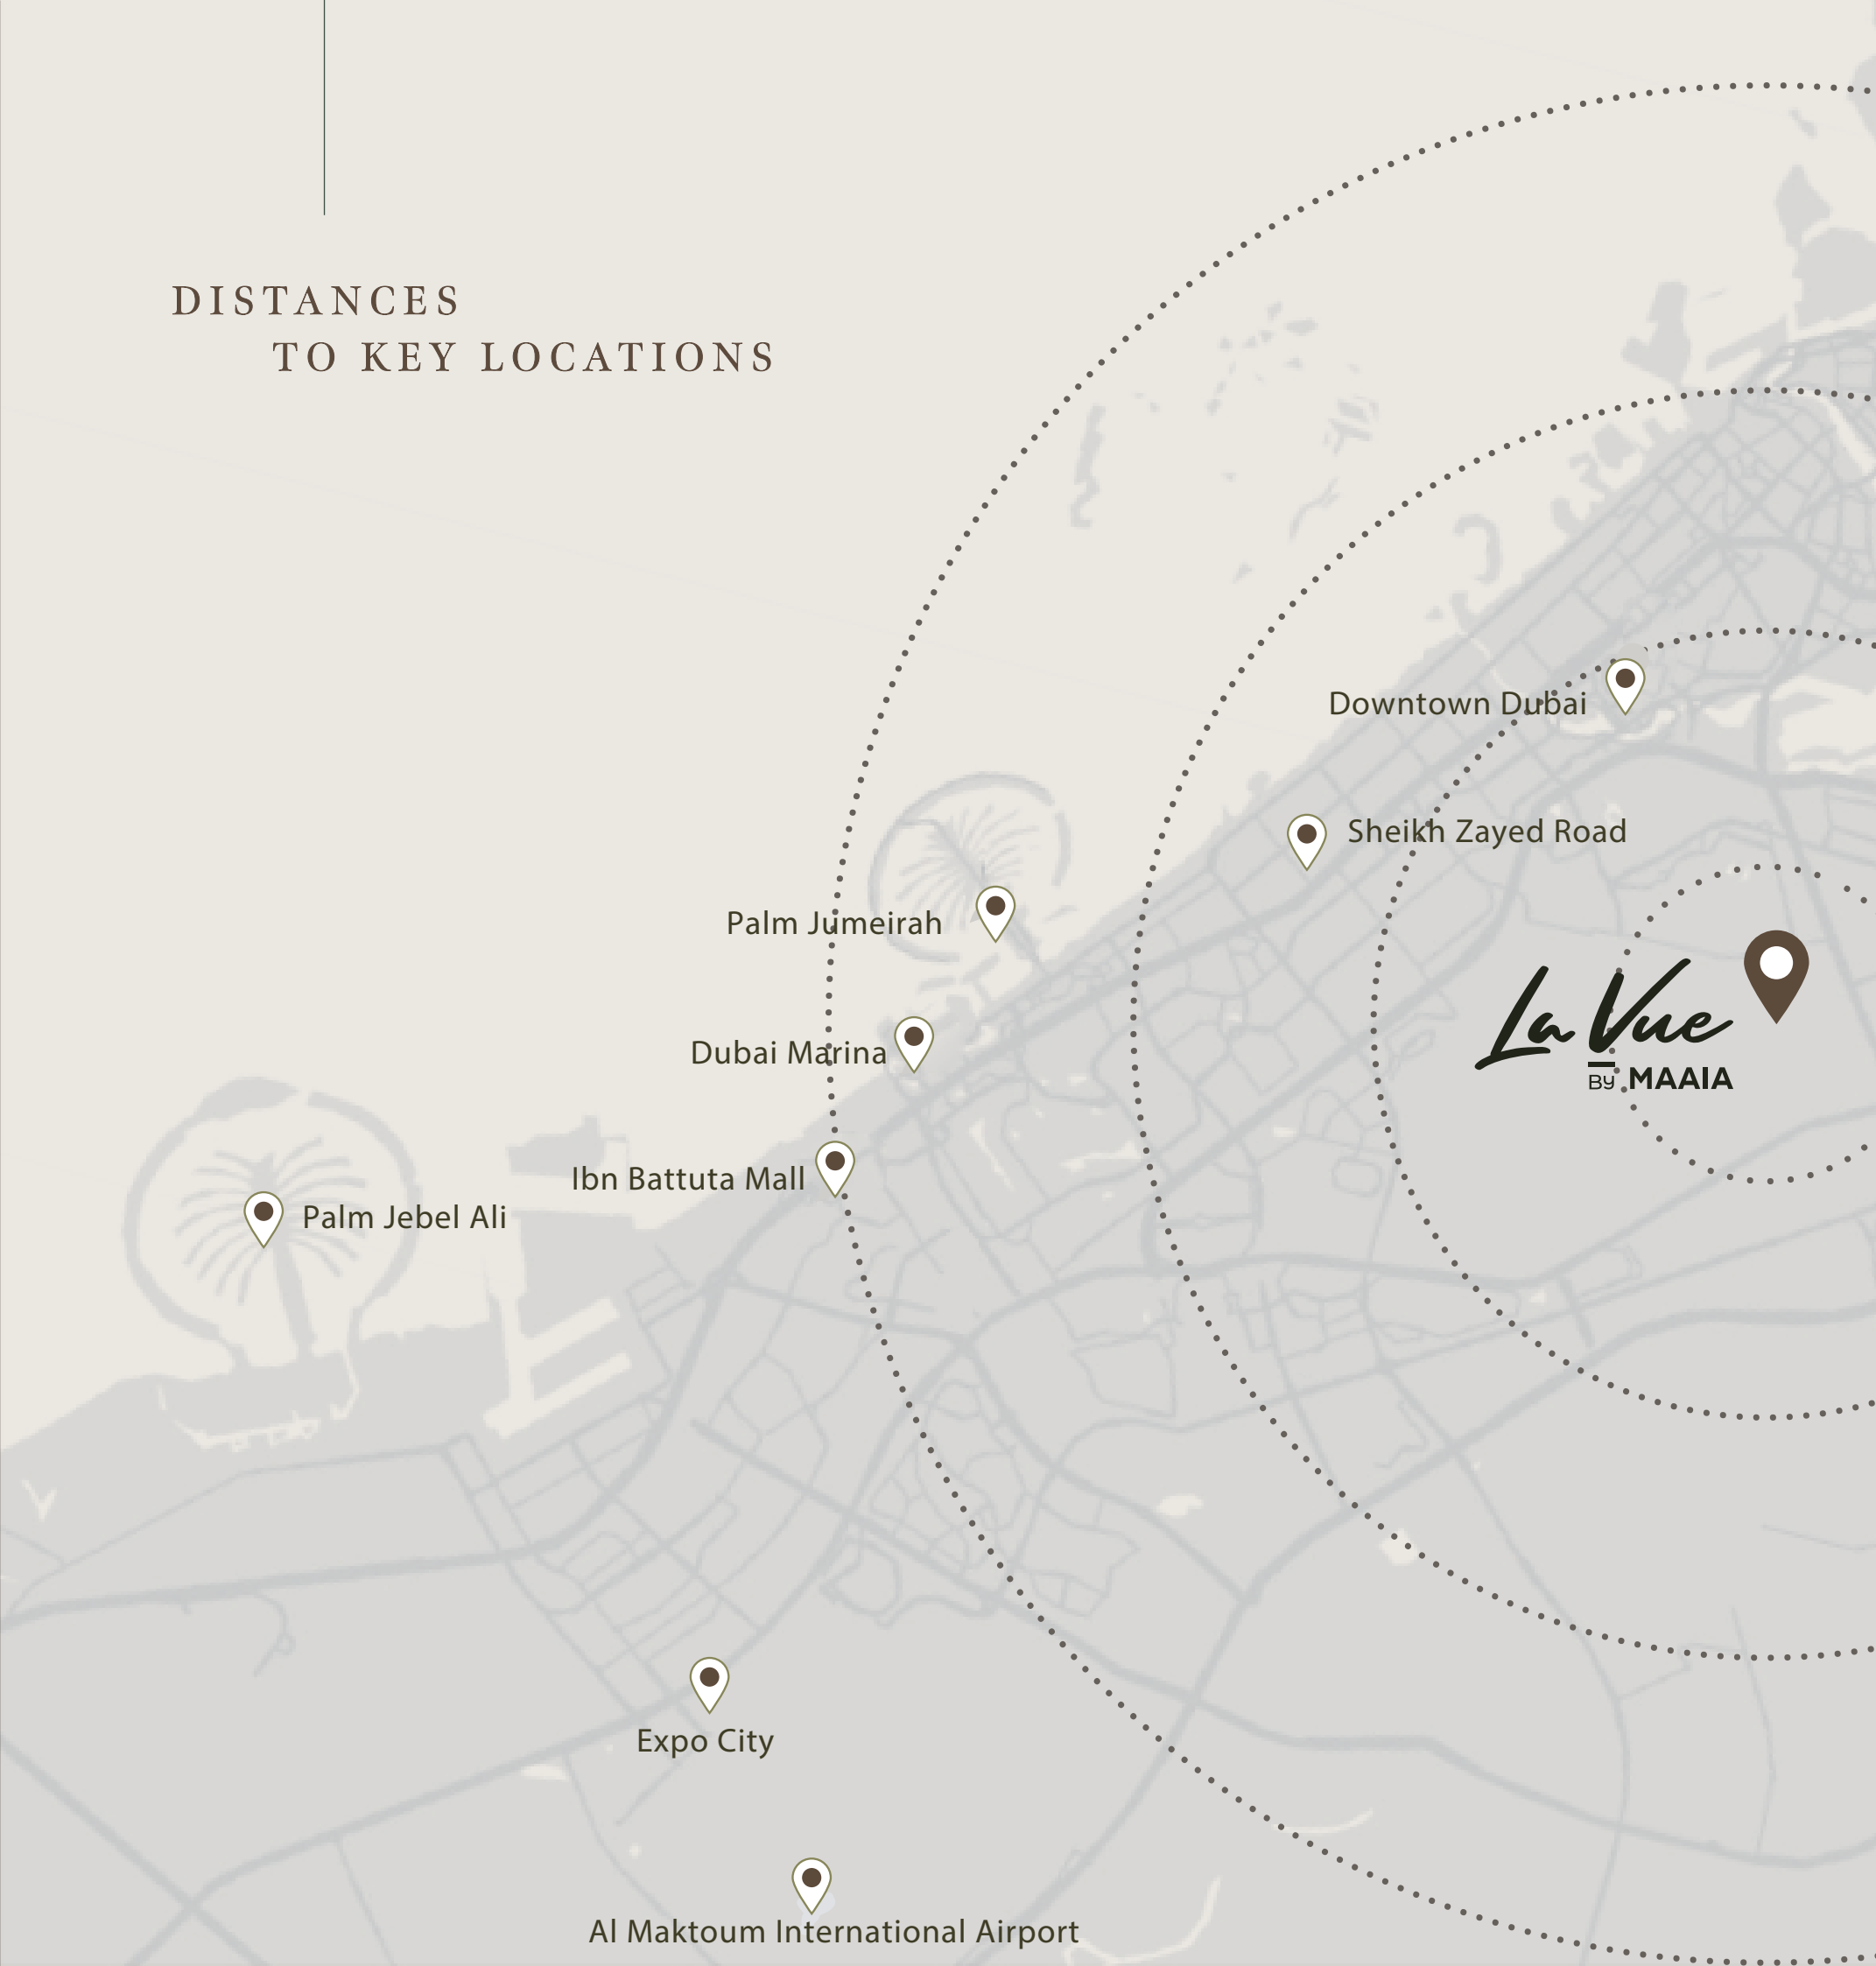 DISTANCES
TO KEY LOCATIONS
Downtown Dubai
Sheikh Zayed Road
Palm Jumeirah
La Vue
BY MAAIA
Dubai Marina
Ibn Battuta Mall
Palm Jebel Ali
Expo City
Al Maktoum International Airport